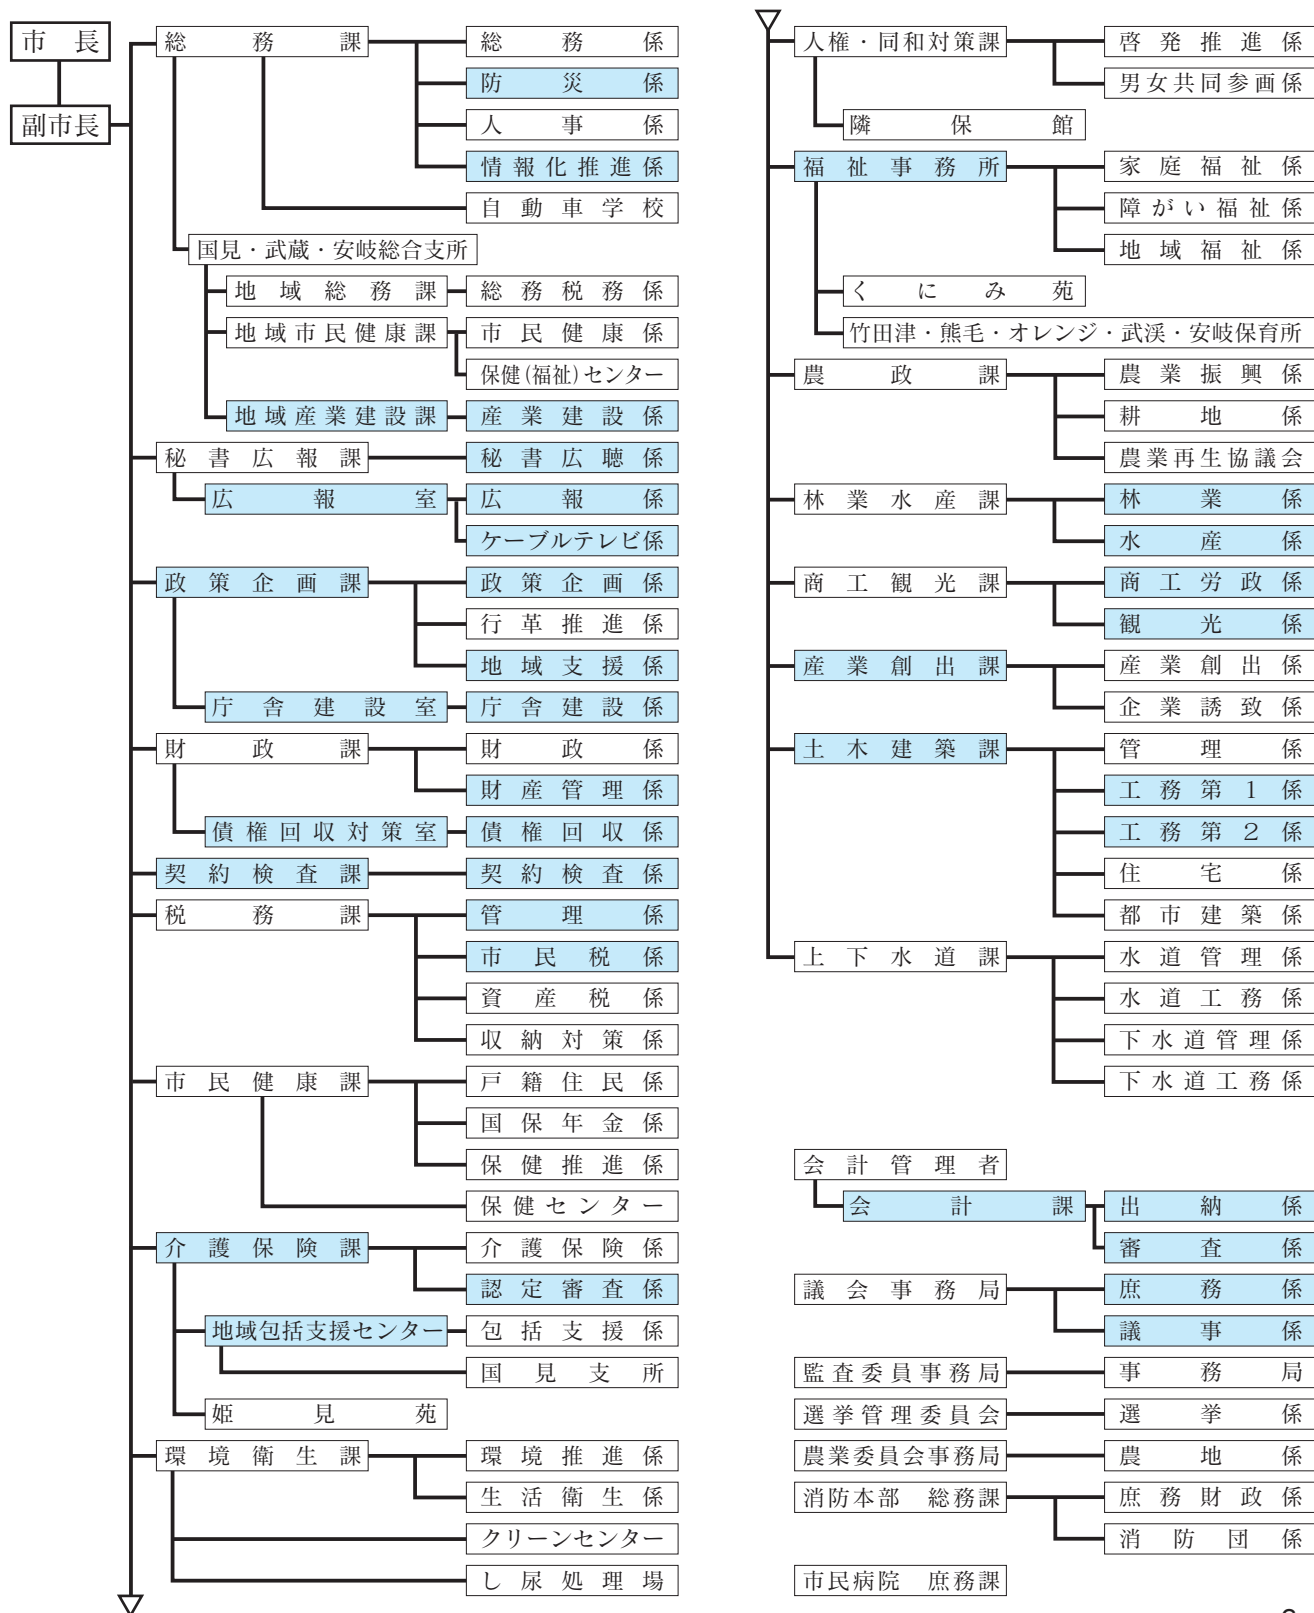 市長
副市長
総務課
総務係
防災係
人事係
情報化推進係
自動車学校
国見・武蔵・安岐総合支所
地域総務課
総務税務係
地域市民健康課
市民健康係
保健(福祉)センター
地域産業建設課
産業建設係
秘書広報課
秘書広聴係
広報室
広報係
ケーブルテレビ係
政策企画課
政策企画係
行革推進係
地域支援係
庁舎建設室
庁舎建設係
財政課
財政係
財産管理係
債権回収対策室
債権回収係
契約検査課
契約検査係
税務課
管理係
市民税係
資産税係
収納対策係
市民健康課
戸籍住民係
国保年金係
保健推進係
保健センター
介護保険課
介護保険係
認定審査係
地域包括支援センター
包括支援係
国見支所
姫見苑
環境衛生課
環境推進係
生活衛生係
クリーンセンター
し尿処理場
人権・同和対策課
啓発推進係
男女共同参画係
隣保館
福祉事務所
家庭福祉係
障がい福祉係
地域福祉係
くにみ苑
竹田津・熊毛・オレンジ・武渓・安岐保育所
農政課
農業振興係
耕地係
農業再生協議会
林業水産課
林業係
水産係
商工観光課
商工労政係
観光係
産業創出課
産業創出係
企業誘致係
土木建築課
管理係
工務第1係
工務第2係
住宅係
都市建築係
上下水道課
水道管理係
水道工務係
下水道管理係
下水道工務係
会計管理者
会計課
出納係
審査係
議会事務局
庶務係
議事係
監査委員事務局
事務局
選挙管理委員会
選挙係
農業委員会事務局
農地係
消防本部 総務課
庶務財政係
消防団係
市民病院 庶務課